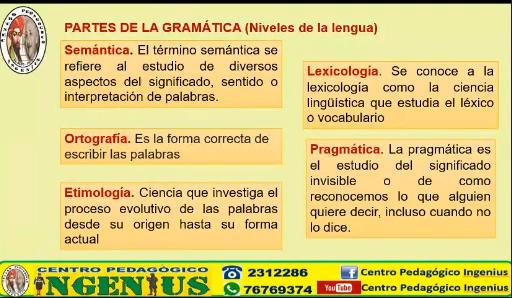 PARTES DE LA GRAMÁTICA (Niveles de la lengua)
Semántica. El término semántica se
refiere al estudio de diversos
aspectos del significado, sentido o
interpretación de palabras.
Ortografía. Es la forma correcta de
escribir las palabras
Etimología. Ciencia que investiga el
proceso evolutivo de las palabras
desde su origen hasta su forma
actual
Lexicología. Se conoce a la
lexicología como la ciencia
lingüística que estudia el léxico
o vocabulario
Pragmática. La pragmática es
el estudio del significado
invisible o de como
reconocemos lo que alguien
quiere decir, incluso cuando no
lo dice.
CENTRO PEDAGÓGICO
INGENIUS
2312286
76769374
f Centro Pedagógico Ingenius
YouTube Centro Pedagógico Ingenius